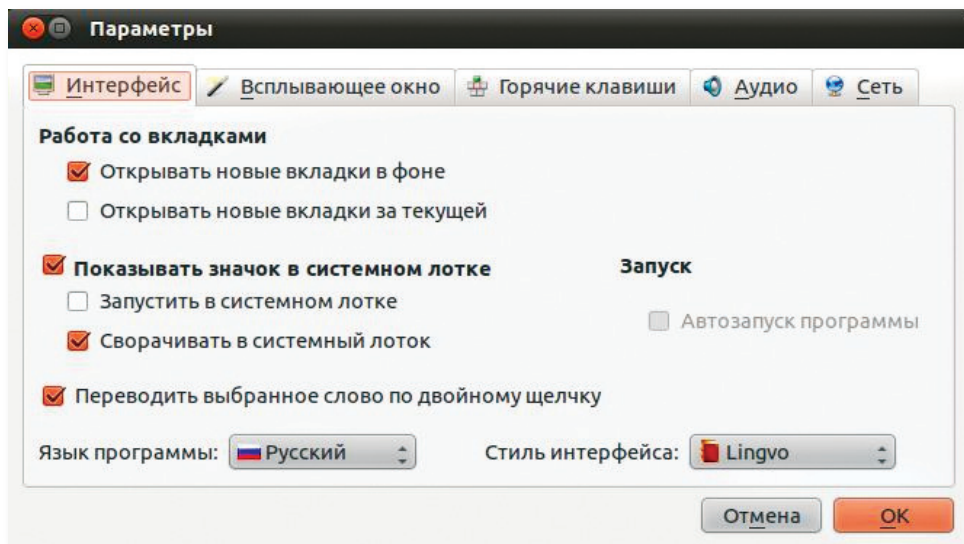 Параметры
Интерфейс Всплывающее окно Горячие клавиши Аудио Сеть
Работа со вкладками
Открывать новые вкладки в фоне
Открывать новые вкладки за текущей
Показывать значок в системном лотке Запуск
Запустить в системном лотке
Автозапуск программы
Сворачивать в системный лоток
Переводить выбранное слово по двойному щелчку
Язык программы: Русский Стиль интерфейса: Lingvo
Отмена OK